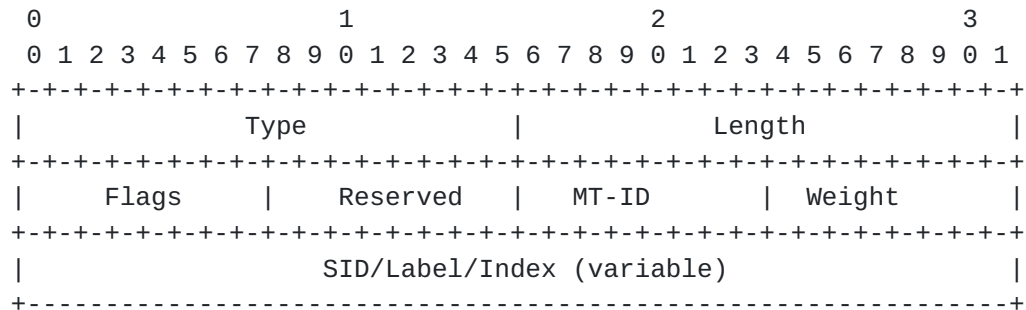 0                   1                   2                   3
 0 1 2 3 4 5 6 7 8 9 0 1 2 3 4 5 6 7 8 9 0 1 2 3 4 5 6 7 8 9 0 1
+-+-+-+-+-+-+-+-+-+-+-+-+-+-+-+-+-+-+-+-+-+-+-+-+-+-+-+-+-+-+-+-+
|              Type             |            Length             |
+-+-+-+-+-+-+-+-+-+-+-+-+-+-+-+-+-+-+-+-+-+-+-+-+-+-+-+-+-+-+-+-+
|     Flags     |    Reserved   |   MT-ID       |  Weight       |
+-+-+-+-+-+-+-+-+-+-+-+-+-+-+-+-+-+-+-+-+-+-+-+-+-+-+-+-+-+-+-+-+
|                   SID/Label/Index (variable)                  |
+---------------------------------------------------------------+